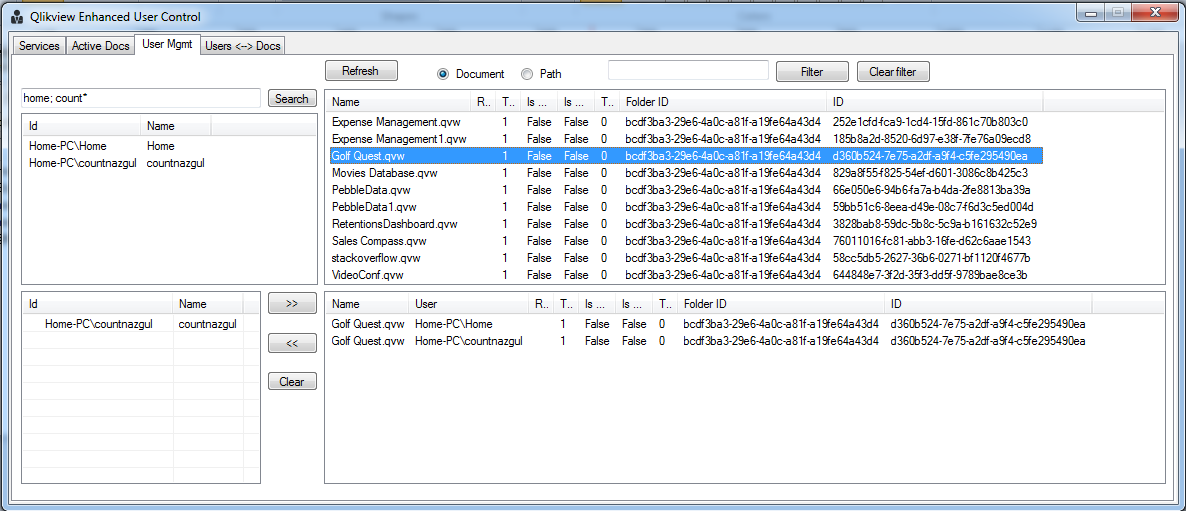 Qlikview Enhanced User Control
Services Active Docs User Mgmt Users <--> Docs
Refresh Document Path Filter Clear filter
home; count* Search
Id Name
Home-PC\Home Home
Home-PC\countnazgul countnazgul
Name R.. T.. Is ... Is ... T.. Folder ID ID
Expense Management.qvw 1 False False 0 bcdf3ba3-29e6-4a0c-a81f-a19fe64a43d4 252e1cfd-fca9-1cd4-15fd-861c70b803c0
Expense Management1.qvw 1 False False 0 bcdf3ba3-29e6-4a0c-a81f-a19fe64a43d4 185b8a2d-8520-6d97-e38f-7fe76a09ecd8
Golf Quest.qvw 1 False False 0 bcdf3ba3-29e6-4a0c-a81f-a19fe64a43d4 d360b524-7e75-a2df-a9f4-c5fe295490ea
Movies Database.qvw 1 False False 0 bcdf3ba3-29e6-4a0c-a81f-a19fe64a43d4 829a8f55-f825-54ef-d601-3086c8b425c3
PebbleData.qvw 1 False False 0 bcdf3ba3-29e6-4a0c-a81f-a19fe64a43d4 66e050e6-94b6-fa7a-b4da-2fe8813ba39a
PebbleData1.qvw 1 False False 0 bcdf3ba3-29e6-4a0c-a81f-a19fe64a43d4 59bb51c6-8eea-d49e-08c7-f6d3c5ed004d
RetentionsDashboard.qvw 1 False False 0 bcdf3ba3-29e6-4a0c-a81f-a19fe64a43d4 3828bab8-59dc-5b8c-5c9a-b161632c52e9
Sales Compass.qvw 1 False False 0 bcdf3ba3-29e6-4a0c-a81f-a19fe64a43d4 76011016-fc81-abb3-16fe-d62c6aae1543
stackoverflow.qvw 1 False False 0 bcdf3ba3-29e6-4a0c-a81f-a19fe64a43d4 58cc5db5-2627-36b6-0271-bf1120f4677b
VideoConf.qvw 1 False False 0 bcdf3ba3-29e6-4a0c-a81f-a19fe64a43d4 644848e7-3f2d-35f3-dd5f-9789bae8ce3b
Id Name
Home-PC\countnazgul countnazgul
>>
<<
Clear
Name User R.. T.. Is ... Is ... T.. Folder ID ID
Golf Quest.qvw Home-PC\Home 1 False False 0 bcdf3ba3-29e6-4a0c-a81f-a19fe64a43d4 d360b524-7e75-a2df-a9f4-c5fe295490ea
Golf Quest.qvw Home-PC\countnazgul 1 False False 0 bcdf3ba3-29e6-4a0c-a81f-a19fe64a43d4 d360b524-7e75-a2df-a9f4-c5fe295490ea